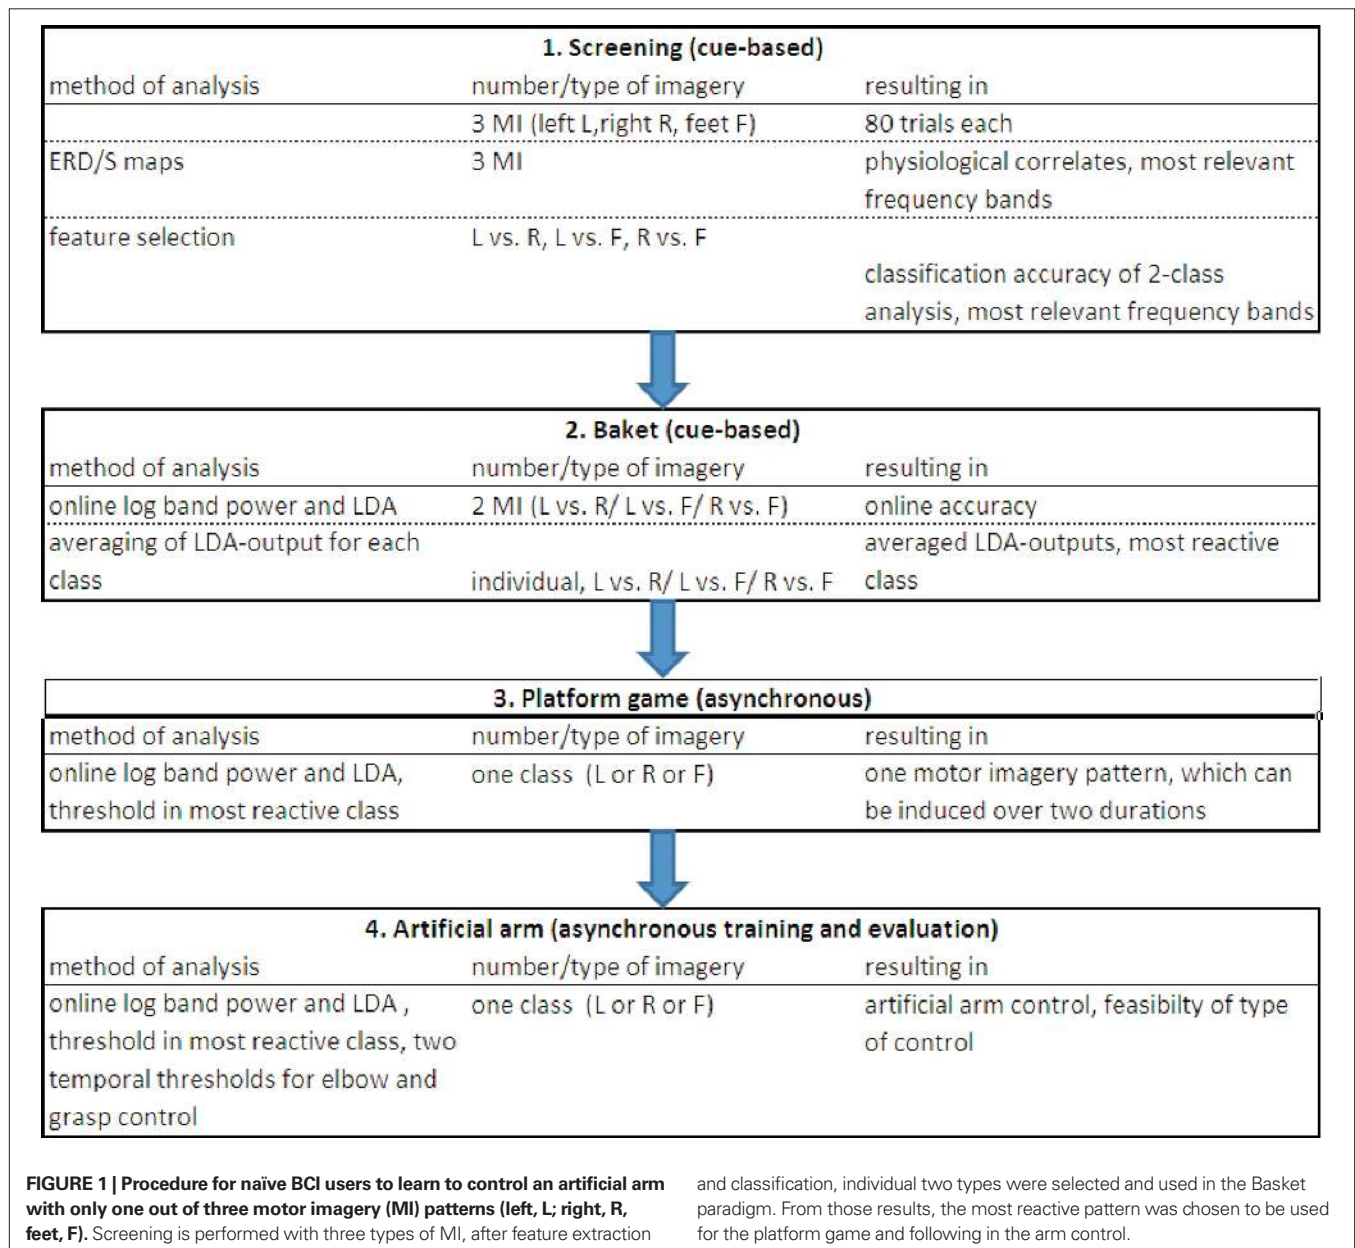 1. Screening (cue-based)
method of analysis number/type of imagery resulting in
3 MI (left L,right R, feet F) 80 trials each
ERD/S maps 3 MI physiological correlates, most relevant
frequency bands
feature selection L vs. R, L vs. F, R vs. F
classification accuracy of 2-class
analysis, most relevant frequency bands
2. Baket (cue-based)
method of analysis number/type of imagery resulting in
online log band power and LDA 2 MI (L vs. R/ L vs. F/ R vs. F) online accuracy
averaging of LDA-output for each averaged LDA-outputs, most reactive
class individual, L vs. R/ L vs. F/ R vs. F class
3. Platform game (asynchronous)
method of analysis number/type of imagery resulting in
online log band power and LDA, one class (L or R or F) one motor imagery pattern, which can
threshold in most reactive class be induced over two durations
4. Artificial arm (asynchronous training and evaluation)
method of analysis number/type of imagery resulting in
online log band power and LDA , one class (L or R or F) artificial arm control, feasibilty of type
threshold in most reactive class, two of control
temporal thresholds for elbow and
grasp control
FIGURE 1 | Procedure for naïve BCI users to learn to control an artificial arm
with only one out of three motor imagery (MI) patterns (left, L; right, R,
feet, F). Screening is performed with three types of MI, after feature extraction
and classification, individual two types were selected and used in the Basket
paradigm. From those results, the most reactive pattern was chosen to be used
for the platform game and following in the arm control.